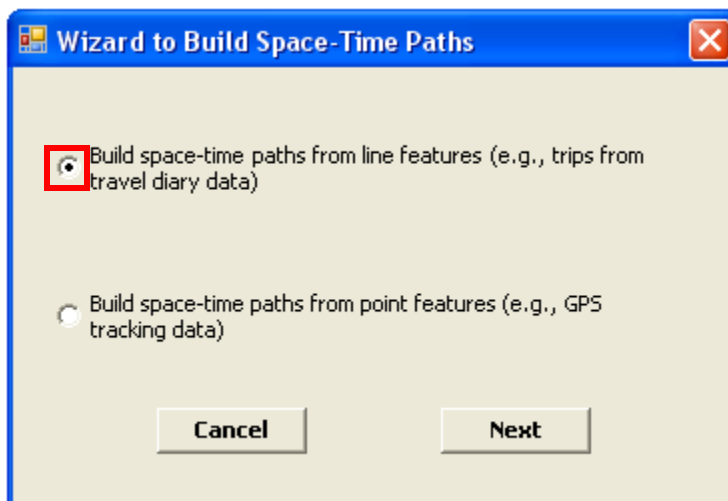 Wizard to Build Space-Time Paths
Build space-time paths from line features (e.g., trips from
travel diary data)
Build space-time paths from point features (e.g., GPS
tracking data)
Cancel
Next